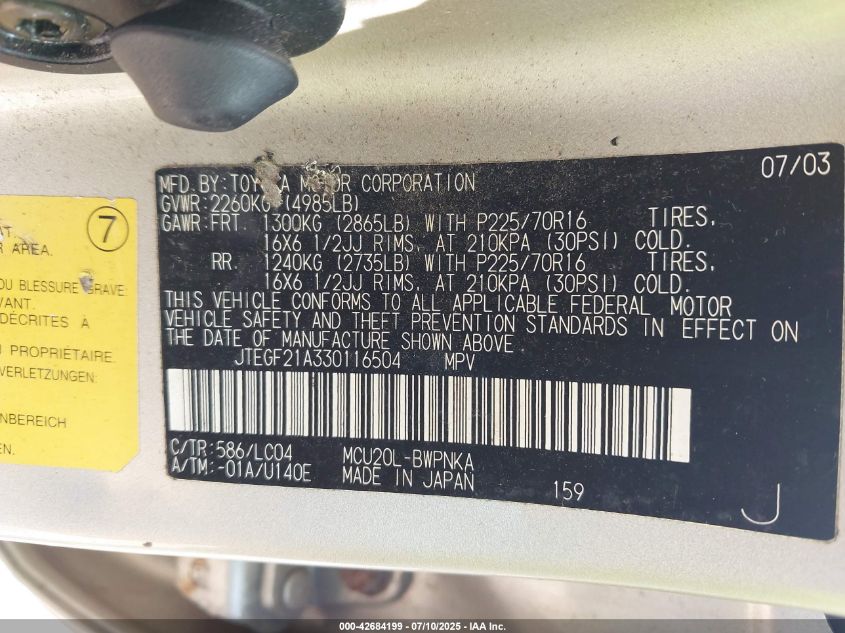 07/03
MFD. BY: TOYOTA MOTOR CORPORATION
GVWR: 2260KG (4985LB)
GAWR: FRT. 1300KG (2865LB) WITH P225/70R16 TIRES,
16X6 1/2JJ RIMS, AT 210KPA (30PSI) COLD.
RR. 1240KG (2735LB) WITH P225/70R16 TIRES,
16X6 1/2JJ RIMS, AT 210KPA (30PSI) COLD.
THIS VEHICLE CONFORMS TO ALL APPLICABLE FEDERAL MOTOR
VEHICLE SAFETY AND THEFT PREVENTION STANDARDS IN EFFECT ON
THE DATE OF MANUFACTURE SHOWN ABOVE.
JTEGF21A330116504 MPV
C/TR: 586/LC04 MCU20L-BWPNKA
A/TM: -01A/U140E MADE IN JAPAN 159 J
7
AREA.
BLESSURE GRAVE
VANT.
DÉCRITES À
PROPRIÉTAIRE.
VERLETZUNGEN:
NBEREICH
EN.
000-42684199 - 07/10/2025 - IAA Inc.